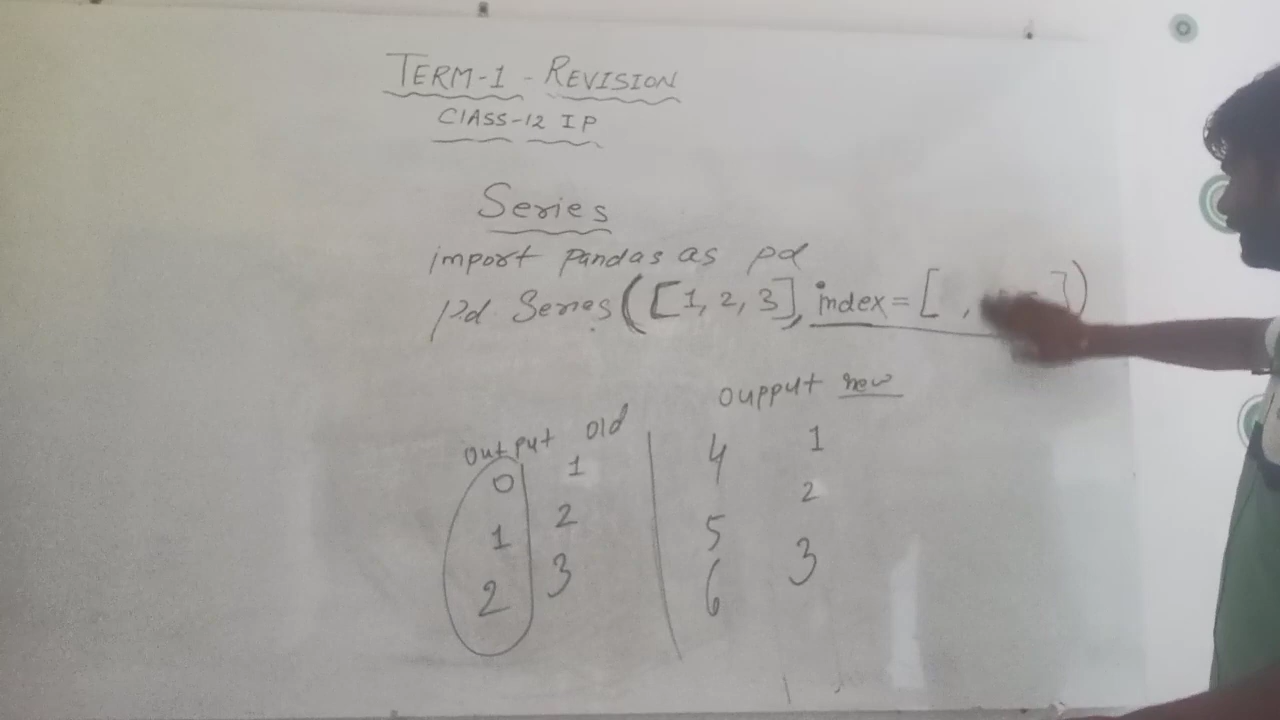 TERM-1 - REVISION
CLASS-12 IP
Series
import Pandas as pd
Pd. Series ([1, 2, 3], index = [ , ])
output old
oupput new
0 1
4 1
1 2
5 2
2 3
6 3